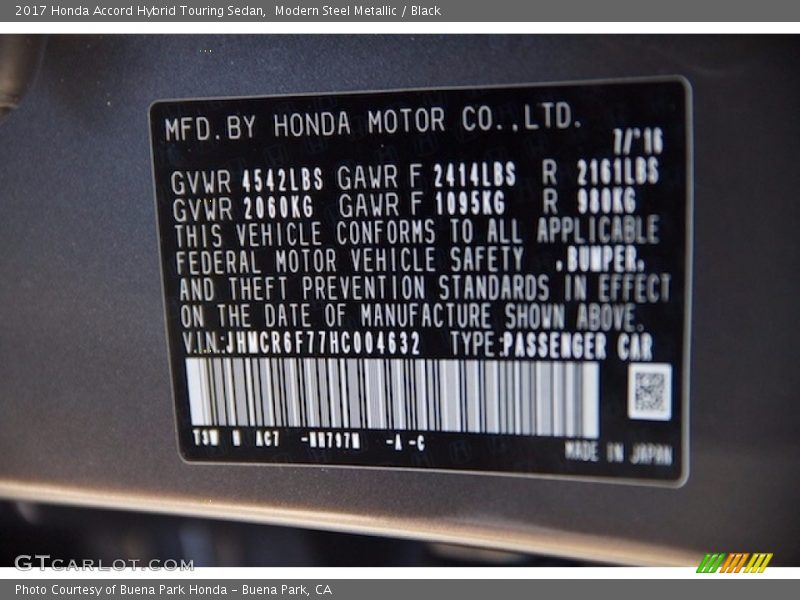 2017 Honda Accord Hybrid Touring Sedan,  Modern Steel Metallic / Black
MFD. BY HONDA MOTOR CO., LTD.
7/'16
GVWR 4542LBS GAWR F 2414LBS R 2161LBS
GVWR 2060KG GAWR F 1095KG R 980KG
THIS VEHICLE CONFORMS TO ALL APPLICABLE
FEDERAL MOTOR VEHICLE SAFETY ,BUMPER,
AND THEFT PREVENTION STANDARDS IN EFFECT
ON THE DATE OF MANUFACTURE SHOWN ABOVE.
V.I.N.:JHMCR6F77HC004632 TYPE:PASSENGER CAR
AC7 -NH797M -A -C
MADE IN JAPAN
GTcarlot.com
Photo Courtesy of Buena Park Honda – Buena Park, CA